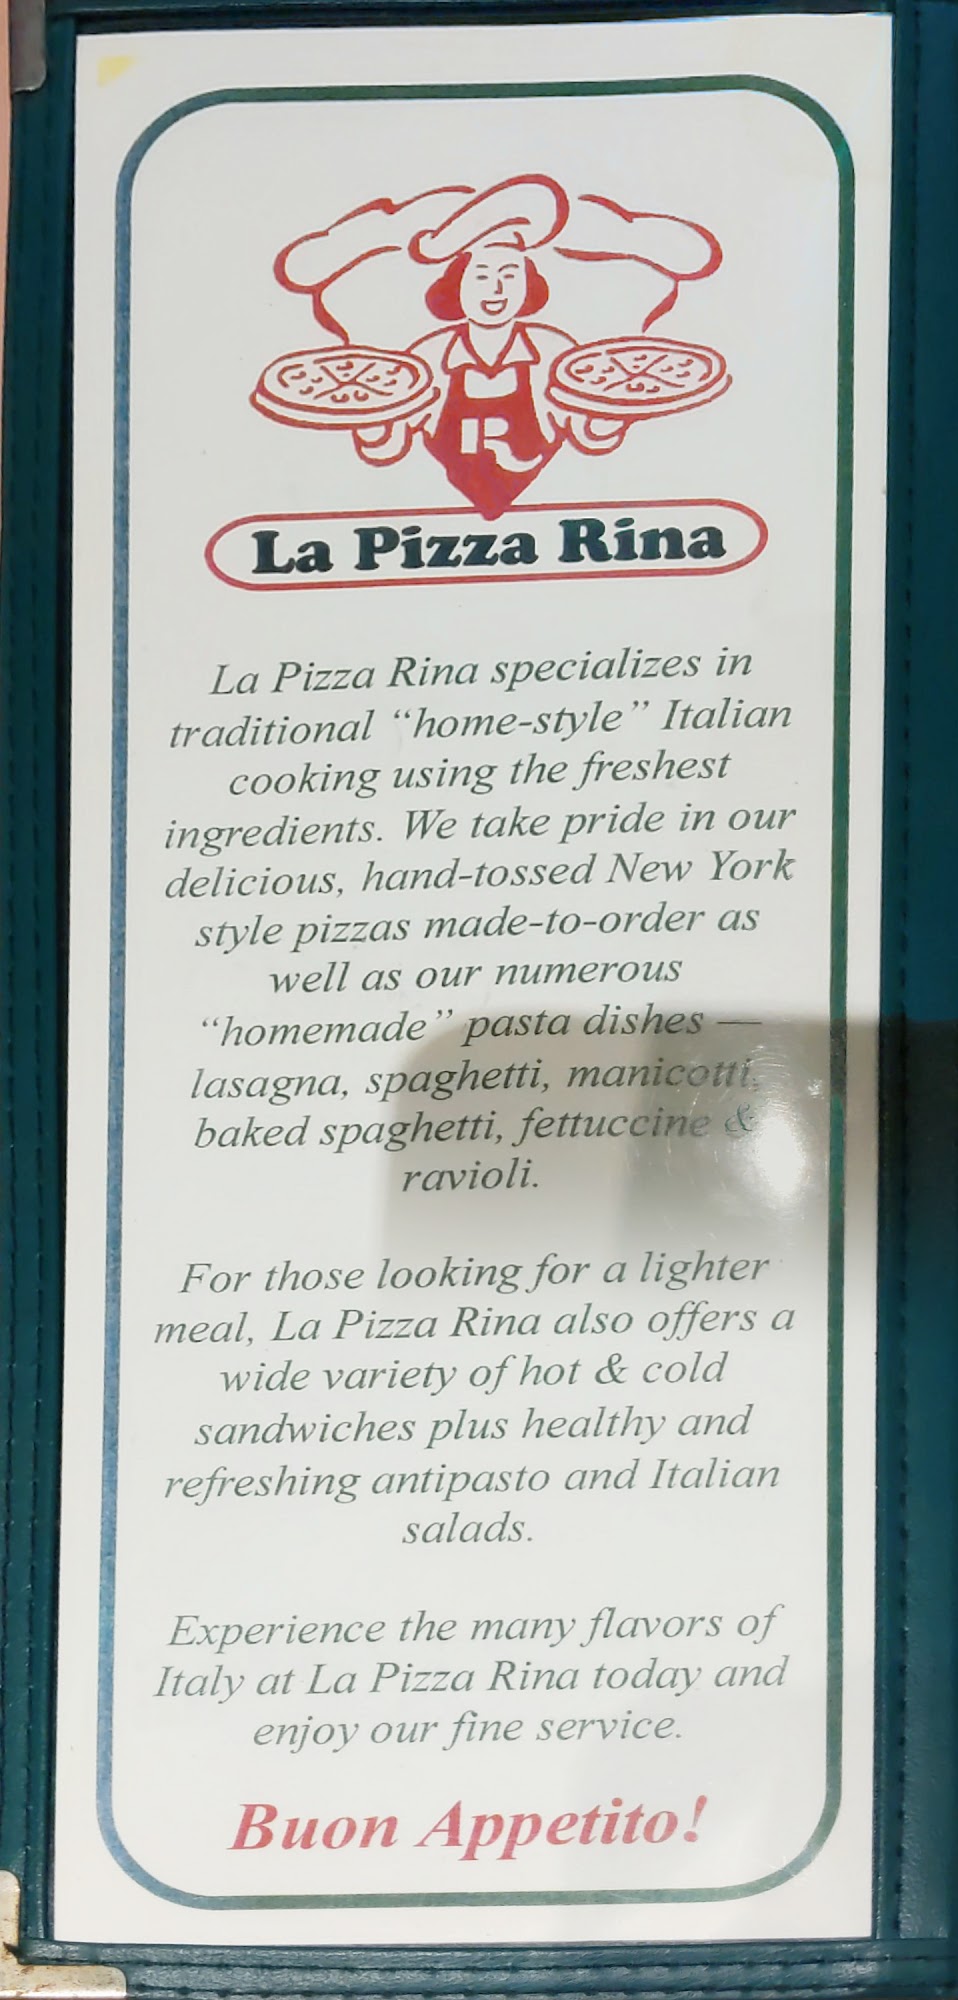 R
La Pizza Rina
La Pizza Rina specializes in
traditional “home-style” Italian
cooking using the freshest
ingredients. We take pride in our
delicious, hand-tossed New York
style pizzas made-to-order as
well as our numerous
“homemade” pasta dishes —
lasagna, spaghetti, manicotti,
baked spaghetti, fettuccine &
ravioli.
For those looking for a lighter
meal, La Pizza Rina also offers a
wide variety of hot & cold
sandwiches plus healthy and
refreshing antipasto and Italian
salads.
Experience the many flavors of
Italy at La Pizza Rina today and
enjoy our fine service.
Buon Appetito!